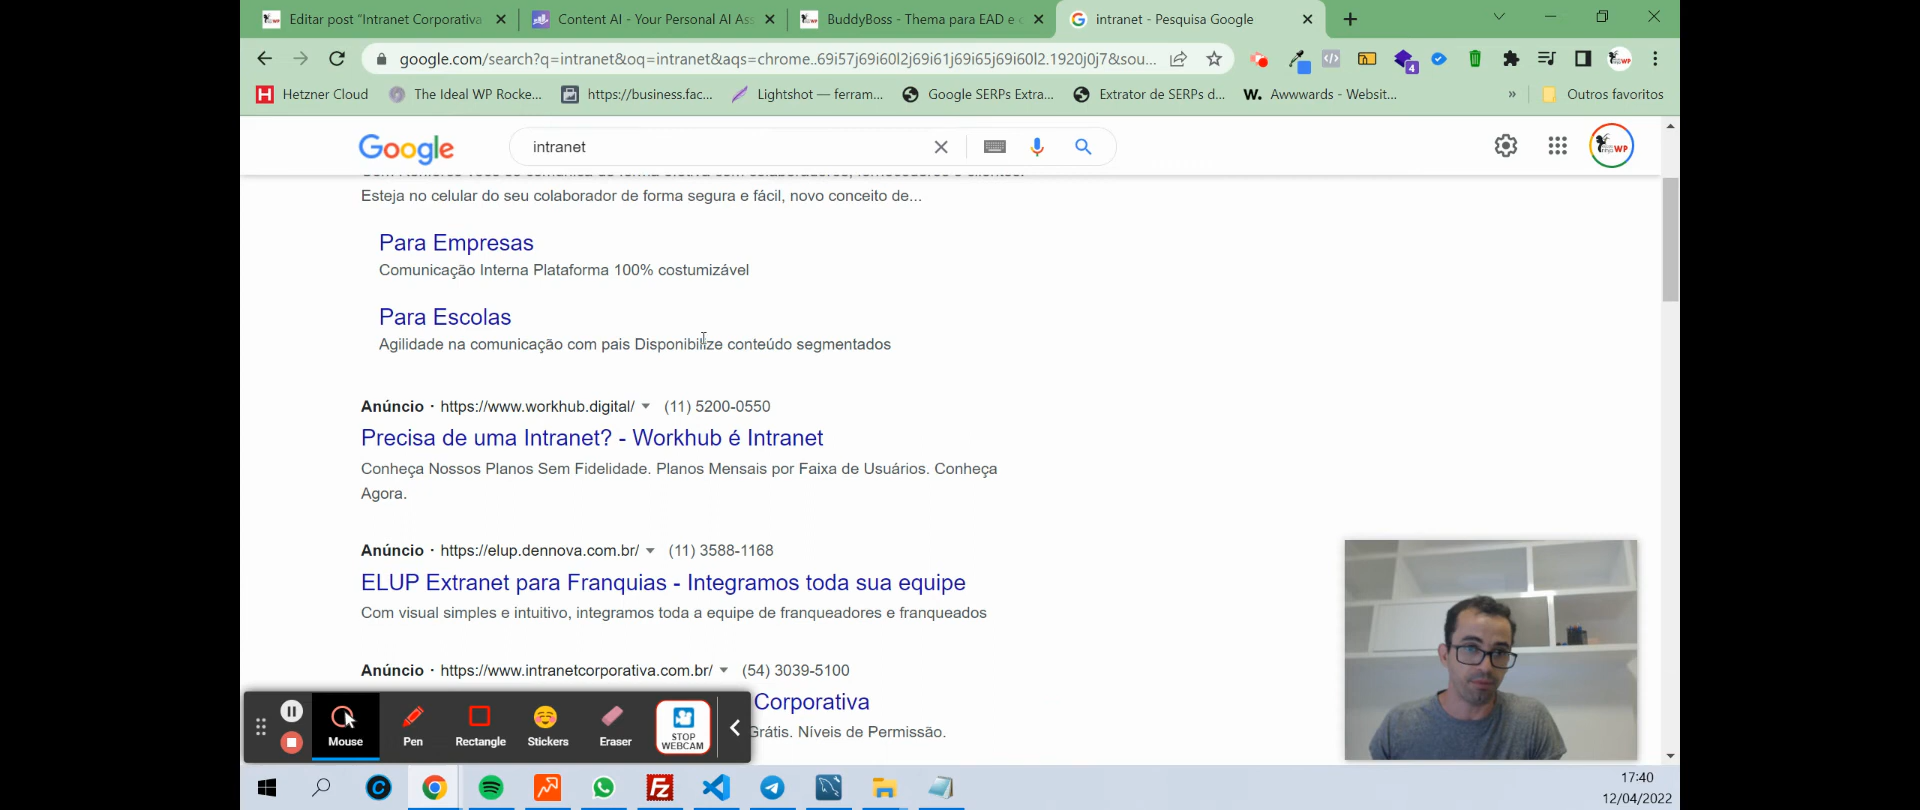 Editar post "Intranet Corporativa
Content AI - Your Personal AI Ass
BuddyBoss - Thema para EAD e c
intranet - Pesquisa Google
google.com/search?q=intranet&oq=intranet&aqs=chrome..69i57j69i60l2j69i61j69i65j69i60l2.1920j0j7&sou...
4
Hetzner Cloud
The Ideal WP Rocke...
https://business.fac...
Lightshot — ferram...
Google SERPs Extra...
Extrator de SERPs d...
W. Awwwards - Websit...
»
Outros favoritos
Google
intranet
WP
Esteja no celular do seu colaborador de forma segura e fácil, novo conceito de...
Para Empresas
Comunicação Interna Plataforma 100% costumizável
Para Escolas
Agilidade na comunicação com pais Disponibilize conteúdo segmentados
Anúncio · https://www.workhub.digital/ (11) 5200-0550
Precisa de uma Intranet? - Workhub é Intranet
Conheça Nossos Planos Sem Fidelidade. Planos Mensais por Faixa de Usuários. Conheça
Agora.
Anúncio · https://elup.dennova.com.br/ (11) 3588-1168
ELUP Extranet para Franquias - Integramos toda sua equipe
Com visual simples e intuitivo, integramos toda a equipe de franqueadores e franqueados
Anúncio · https://www.intranetcorporativa.com.br/ (54) 3039-5100
Corporativa
Grátis. Níveis de Permissão.
Mouse
Pen
Rectangle
Stickers
Eraser
STOP
WEBCAM
17:40
12/04/2022